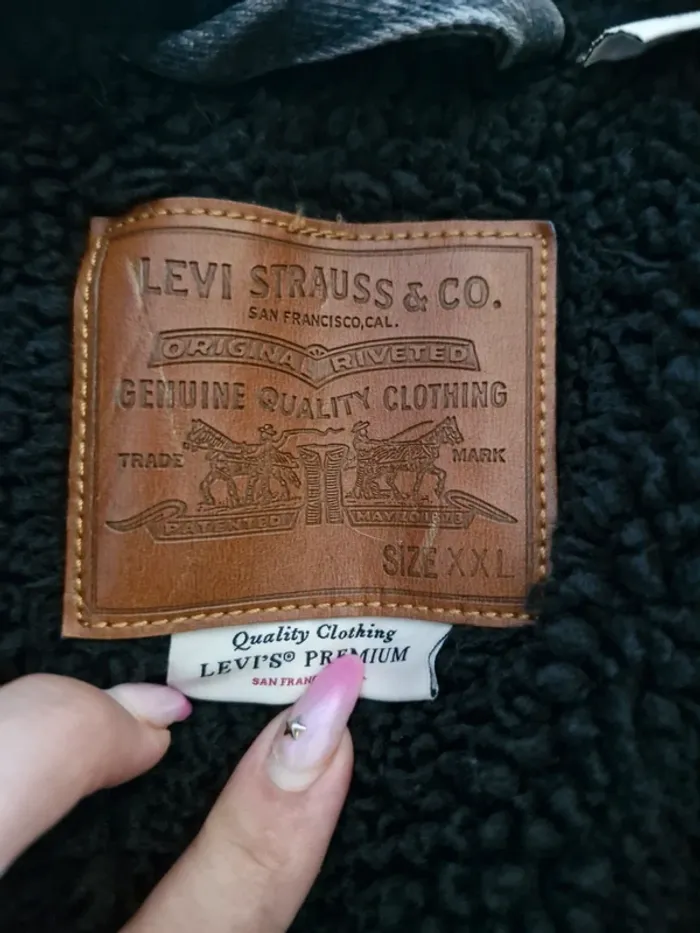 LEVI STRAUSS & CO.
SAN FRANCISCO, CAL.
ORIGINAL RIVETED
GENUINE QUALITY CLOTHING
TRADE MARK
PATENTED MAY 20 1873
SIZE XXL
Quality Clothing
LEVI'S® PREMIUM
SAN